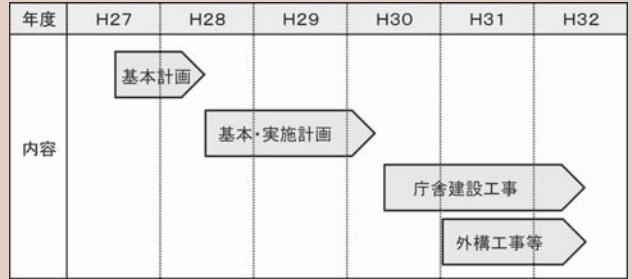 年度 H27 H28 H29 H30 H31 H32
内容
基本計画
基本・実施計画
庁舎建設工事
外構工事等